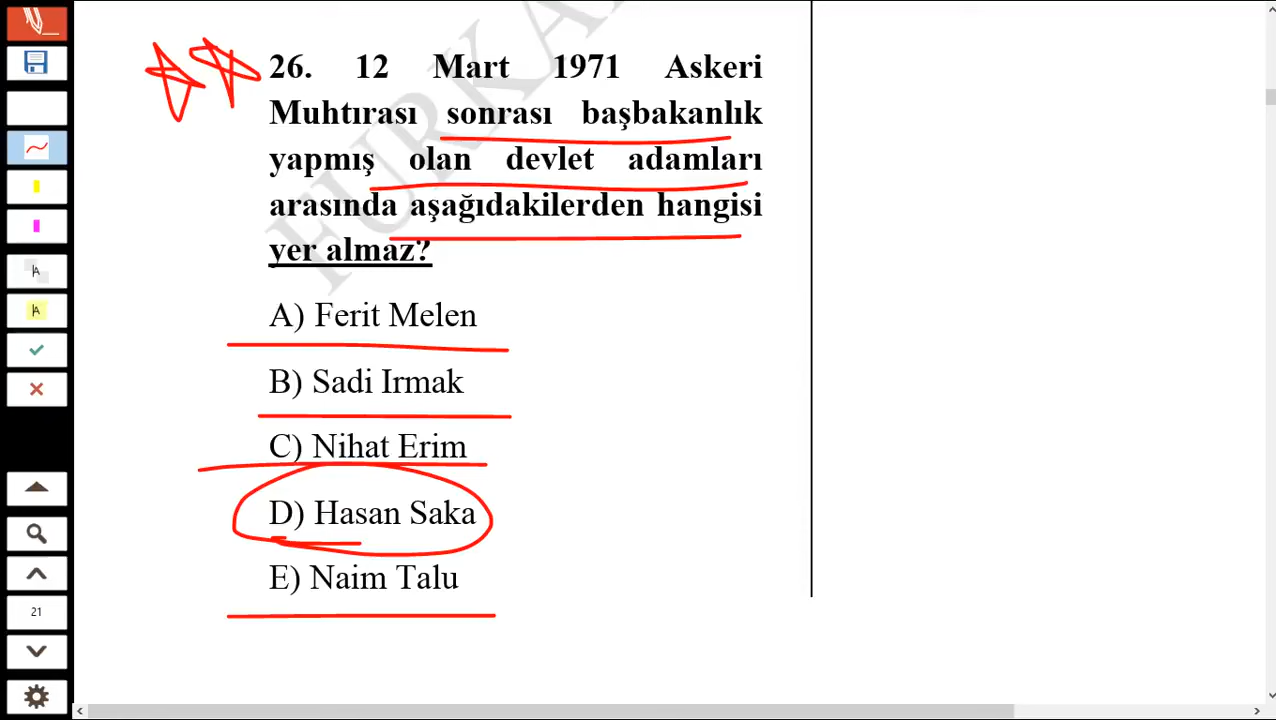 26. 12 Mart 1971 Askeri
Muhtırası sonrası başbakanlık
yapmış olan devlet adamları
arasında aşağıdakilerden hangisi
yer almaz?
A) Ferit Melen
B) Sadi Irmak
C) Nihat Erim
D) Hasan Saka
E) Naim Talu
FURKA
A
A
21